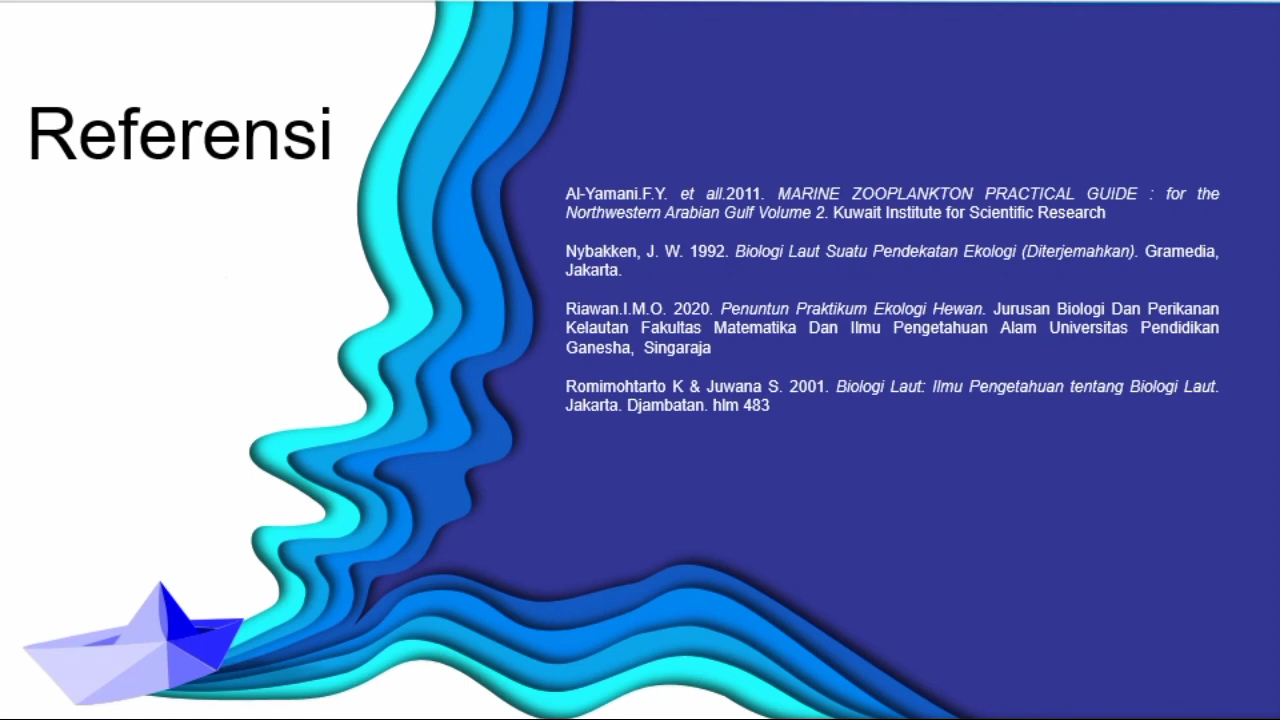 Referensi
Al-Yamani.F.Y. et all.2011. MARINE ZOOPLANKTON PRACTICAL GUIDE : for the
Northwestern Arabian Gulf Volume 2. Kuwait Institute for Scientific Research
Nybakken, J. W. 1992. Biologi Laut Suatu Pendekatan Ekologi (Diterjemahkan). Gramedia,
Jakarta.
Riawan.I.M.O. 2020. Penuntun Praktikum Ekologi Hewan. Jurusan Biologi Dan Perikanan
Kelautan Fakultas Matematika Dan Ilmu Pengetahuan Alam Universitas Pendidikan
Ganesha, Singaraja
Romimohtarto K & Juwana S. 2001. Biologi Laut: Ilmu Pengetahuan tentang Biologi Laut.
Jakarta. Djambatan. hlm 483